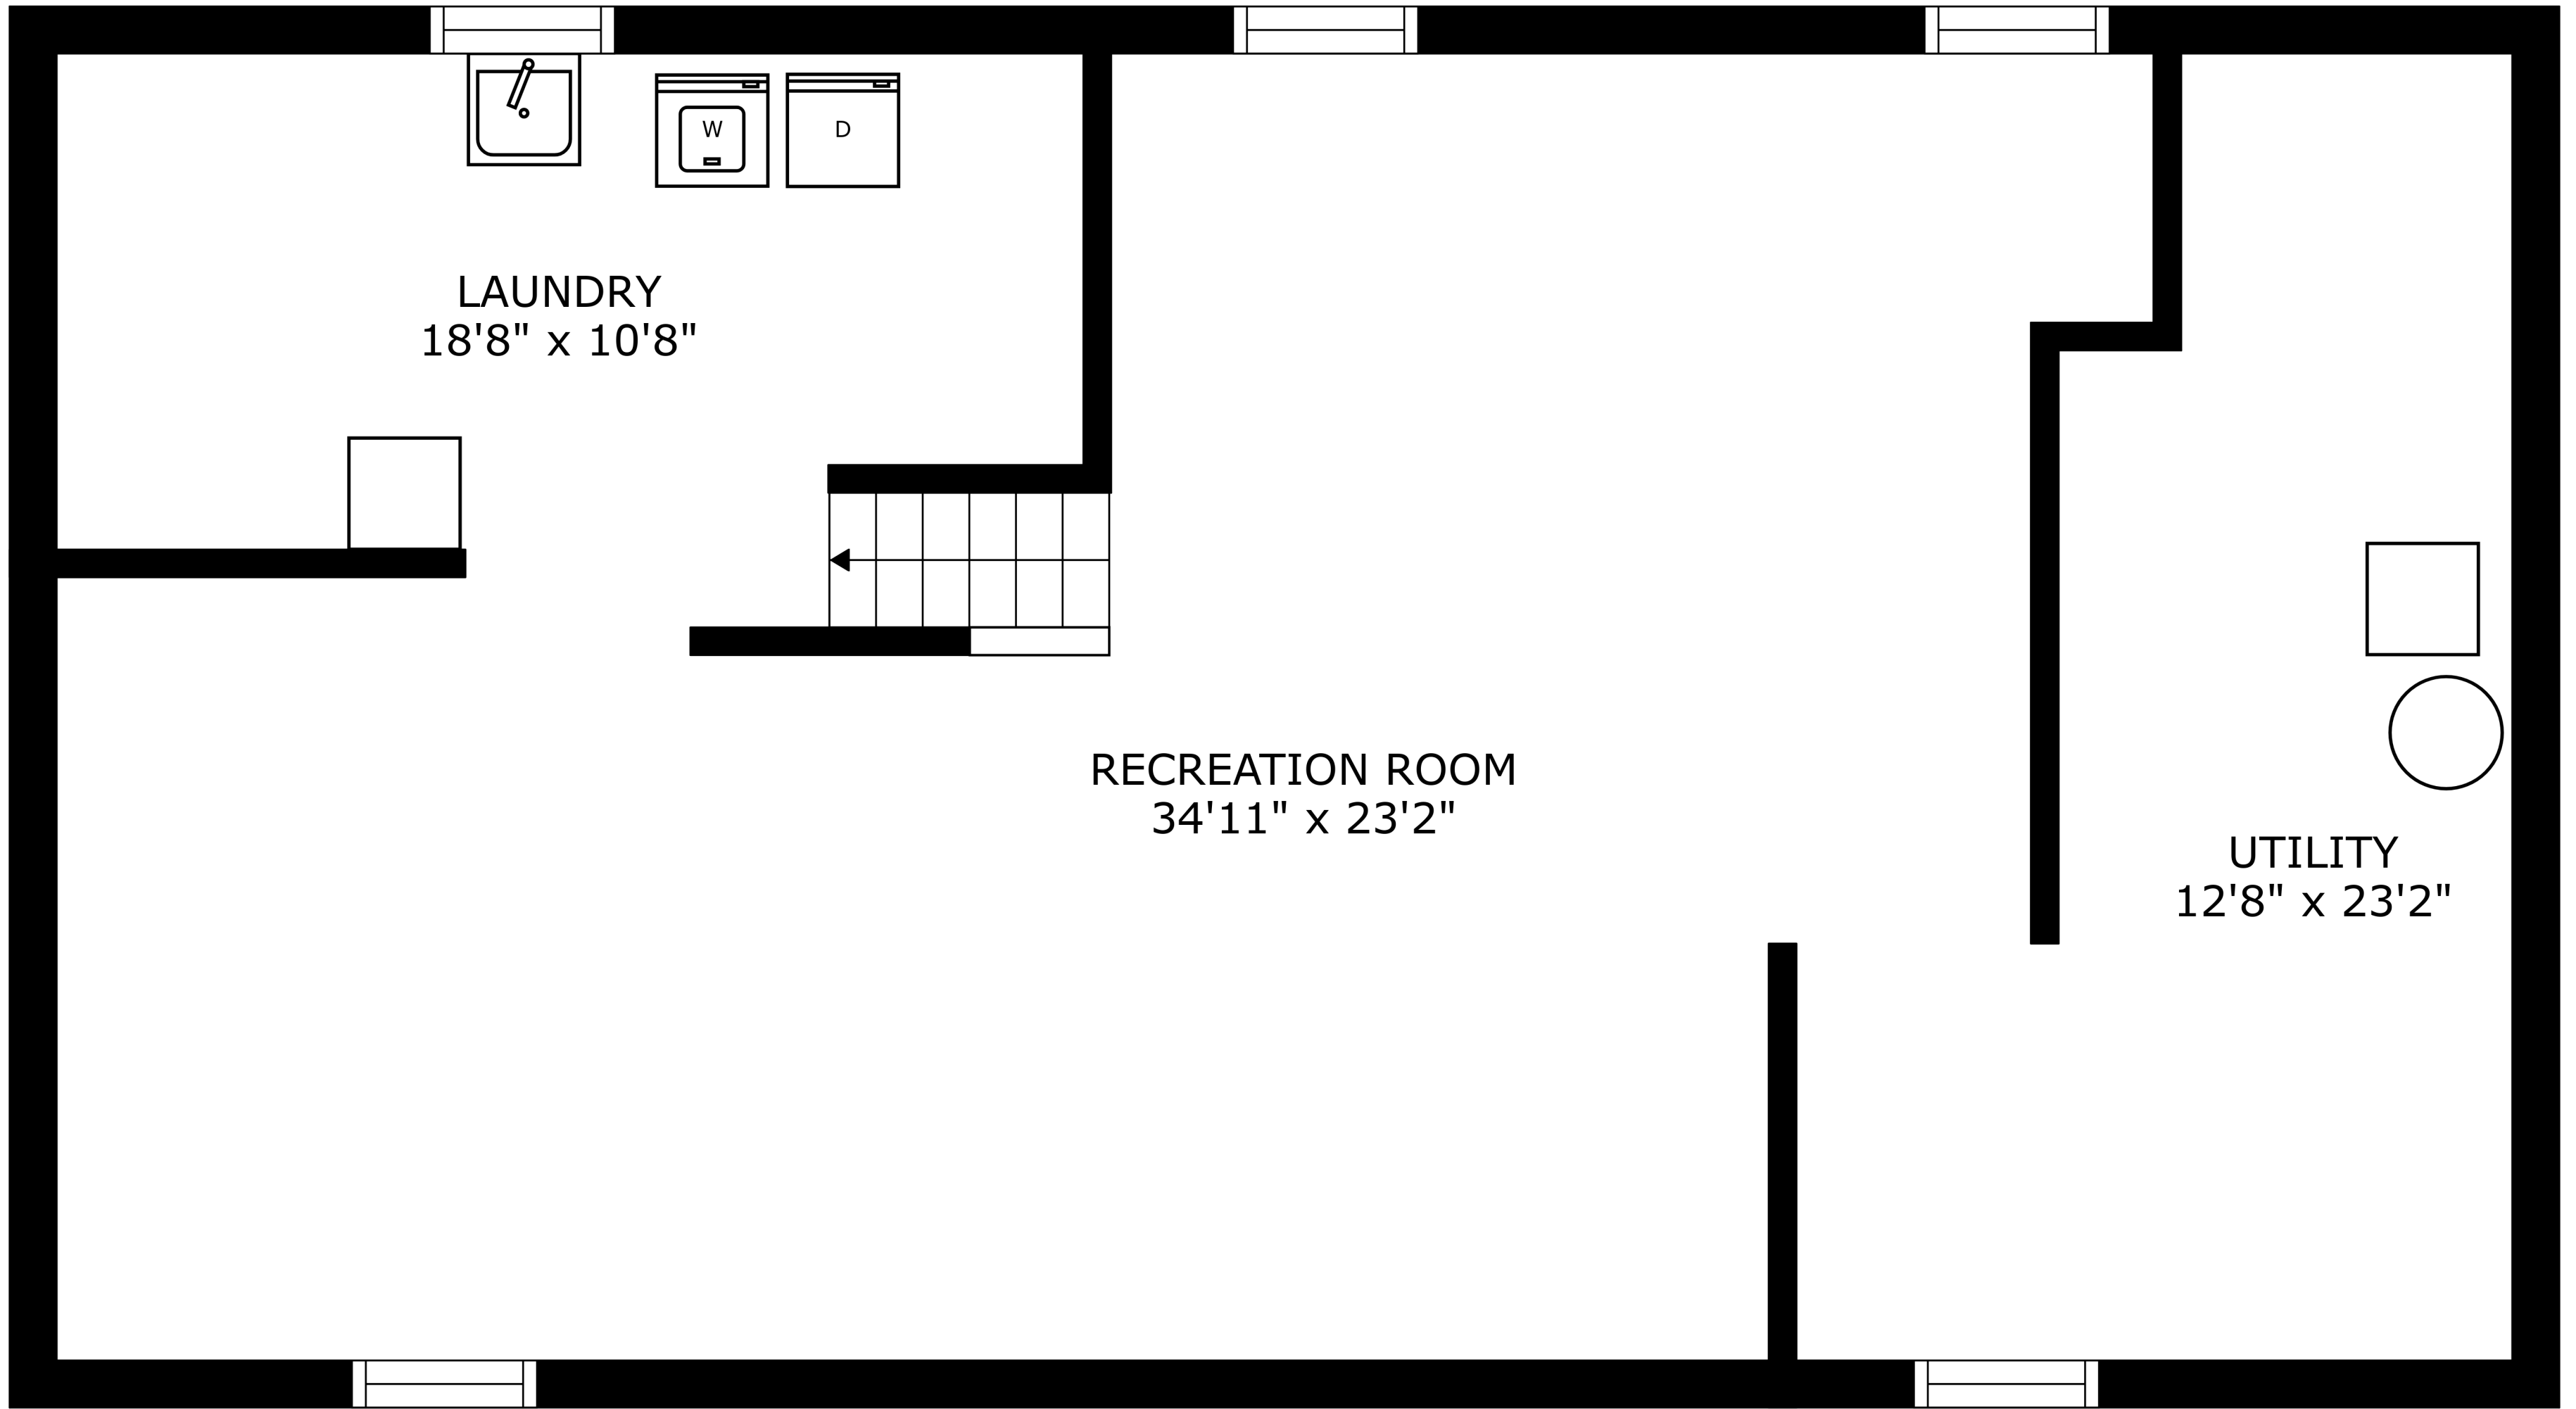 W
D
LAUNDRY
18'8" x 10'8"
RECREATION ROOM
34'11" x 23'2"
UTILITY
12'8" x 23'2"